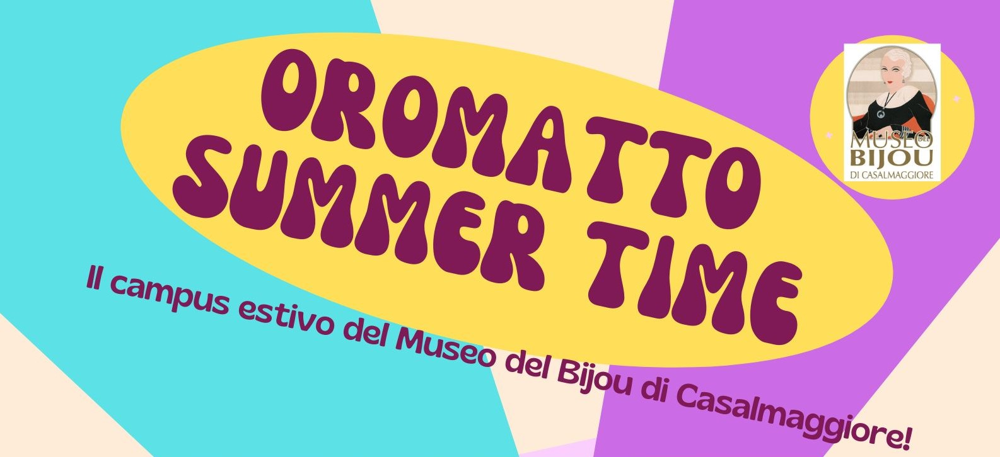 OROMATTO
SUMMER TIME
Il campus estivo del Museo del Bijou di Casalmaggiore!
MUSEO DEL
BIJOU
DI CASALMAGGIORE